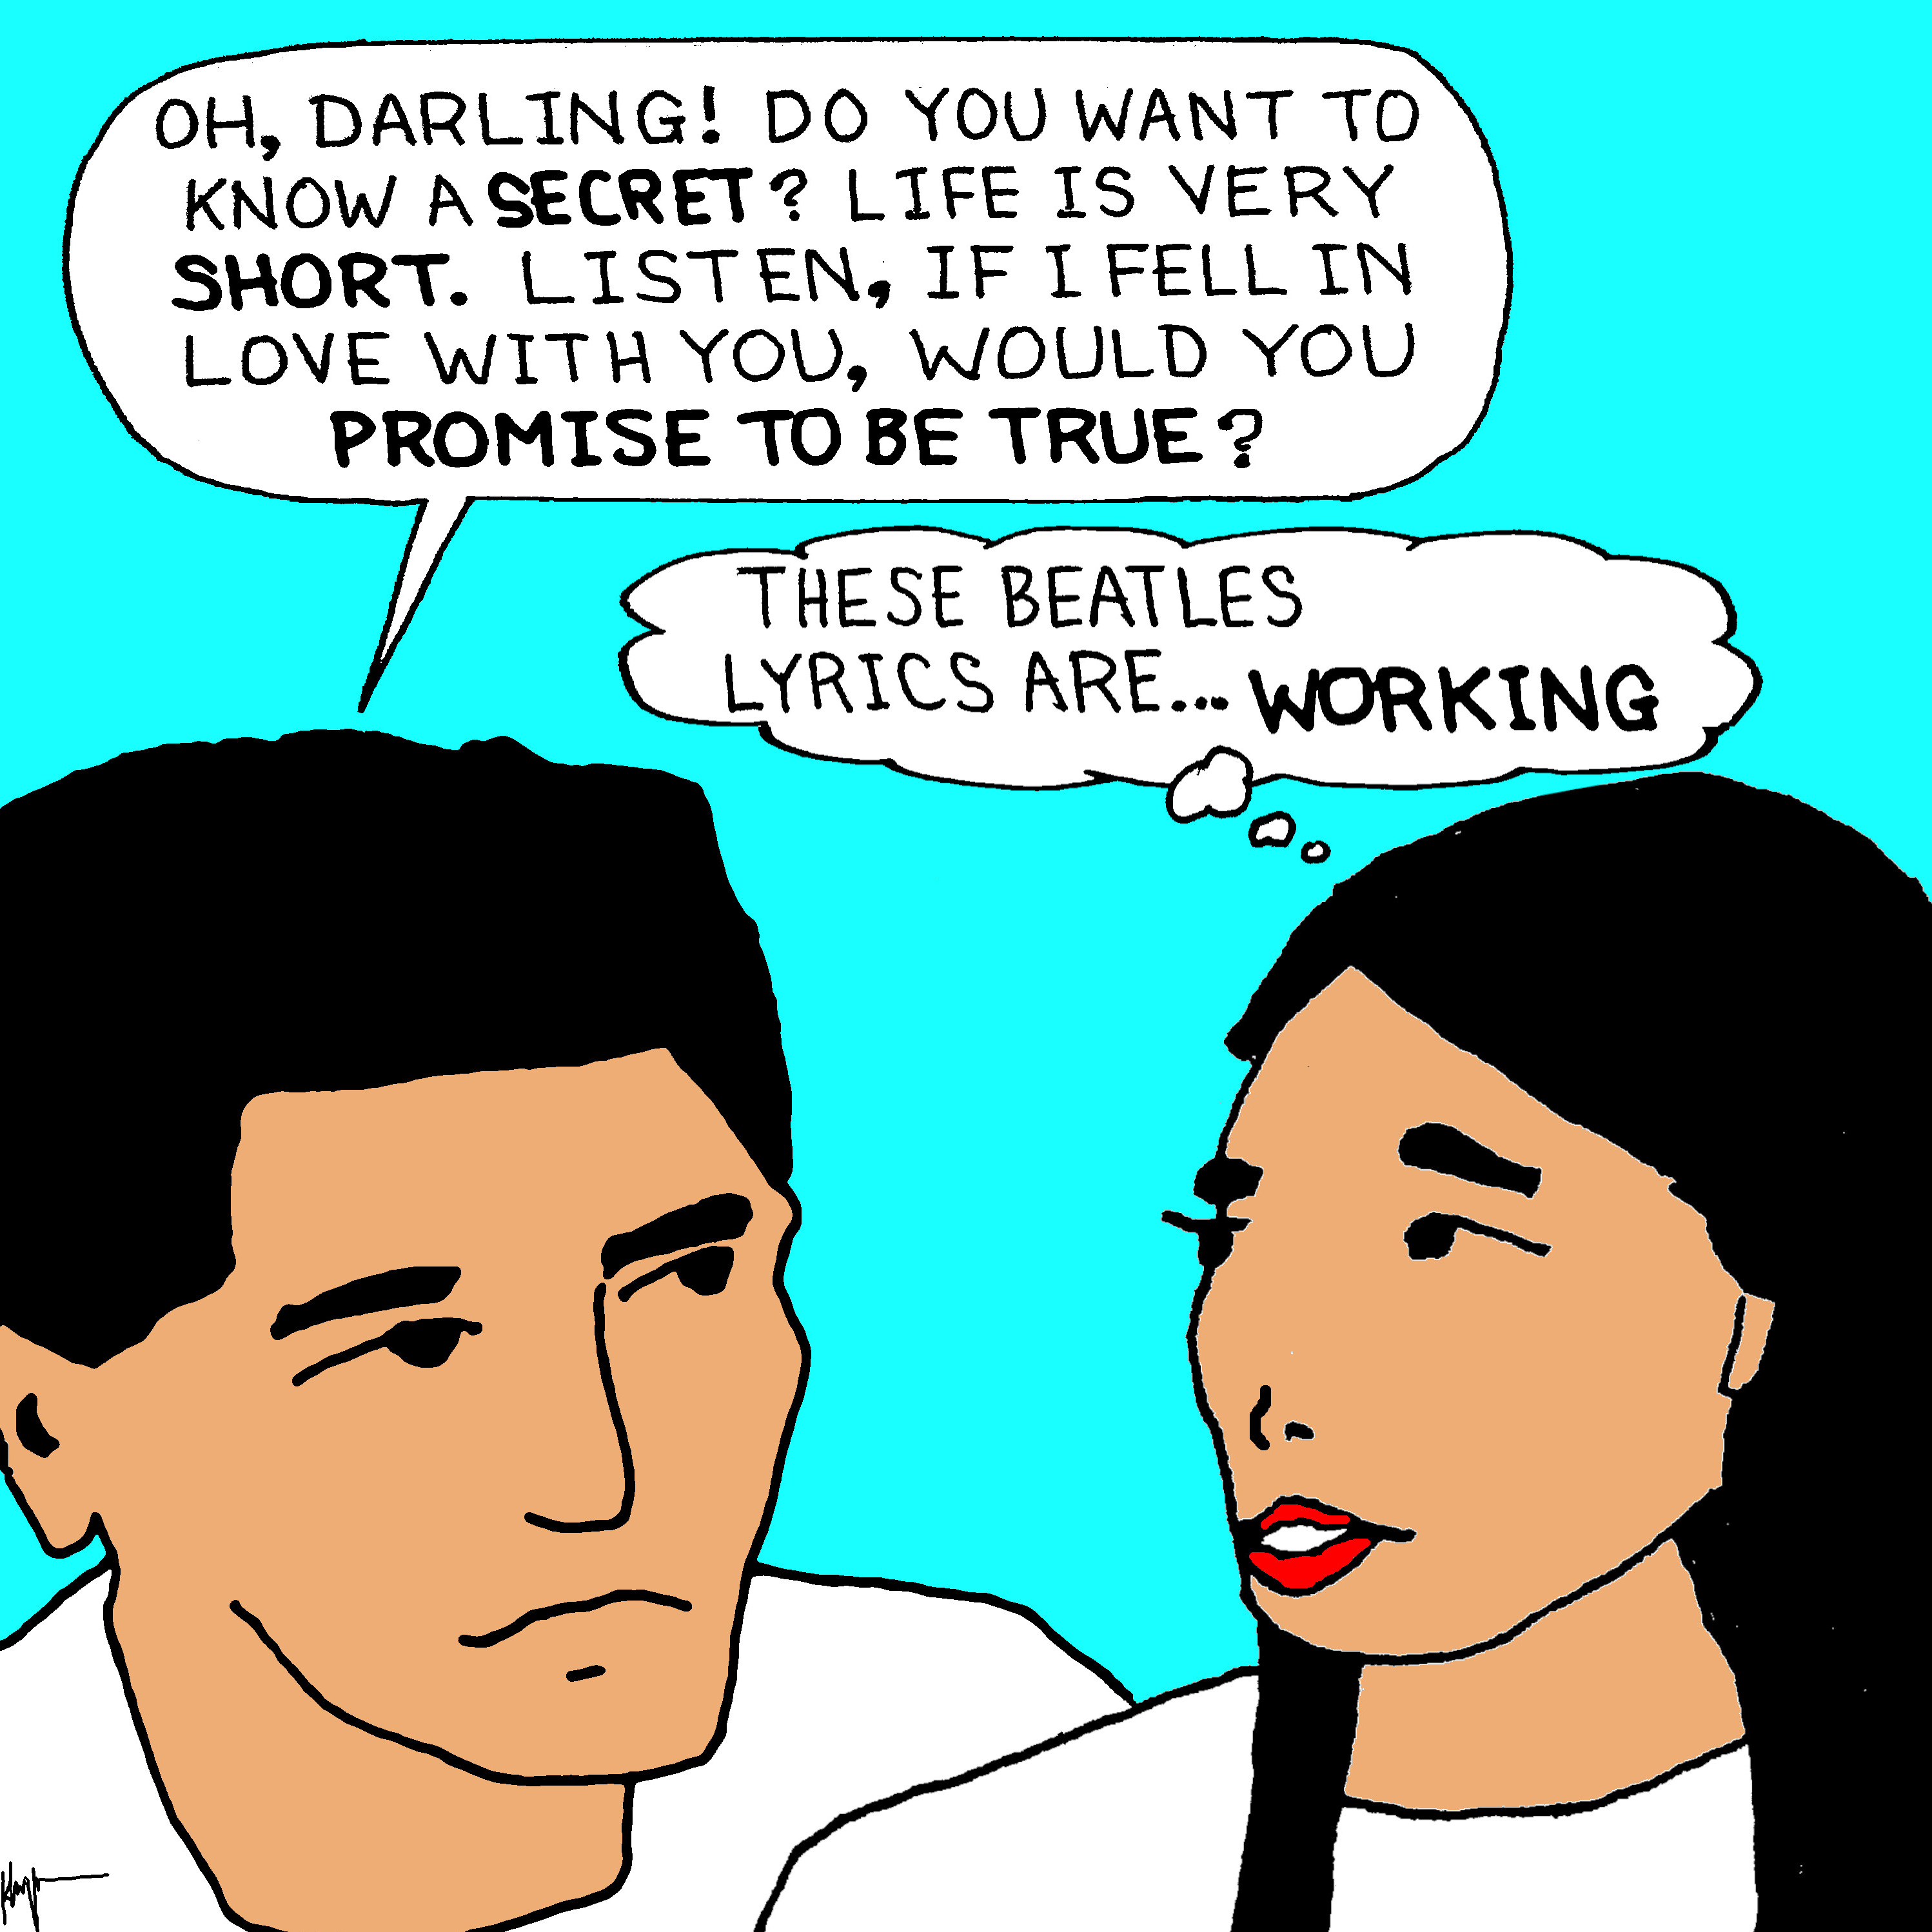 OH, DARLING! DO YOU WANT TO
KNOW A SECRET? LIFE IS VERY
SHORT. LISTEN, IF I FELL IN
LOVE WITH YOU, WOULD YOU
PROMISE TO BE TRUE?
THESE BEATLES
LYRICS ARE... WORKING